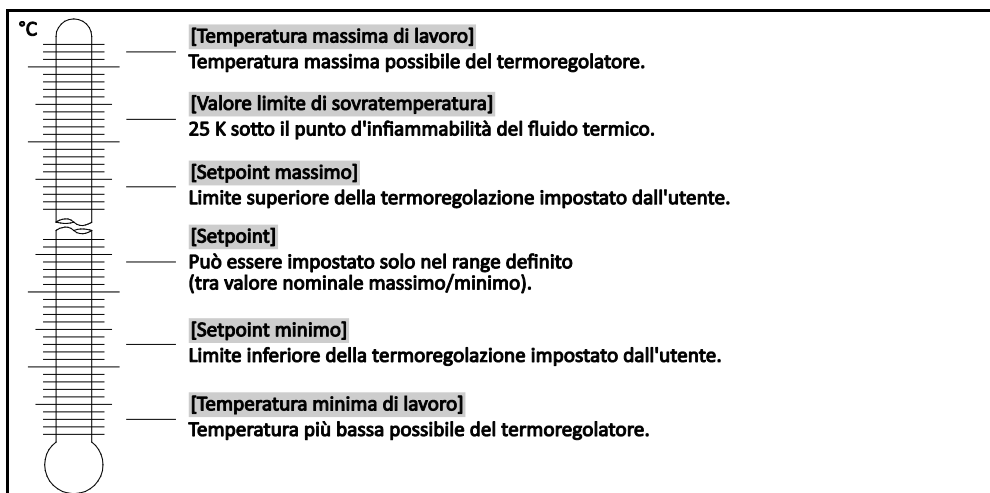 °C
[Temperatura massima di lavoro]
Temperatura massima possibile del termoregolatore.
[Valore limite di sovratemperatura]
25 K sotto il punto d'infiammabilità del fluido termico.
[Setpoint massimo]
Limite superiore della termoregolazione impostato dall'utente.
[Setpoint]
Può essere impostato solo nel range definito
(tra valore nominale massimo/minimo).
[Setpoint minimo]
Limite inferiore della termoregolazione impostato dall'utente.
[Temperatura minima di lavoro]
Temperatura più bassa possibile del termoregolatore.